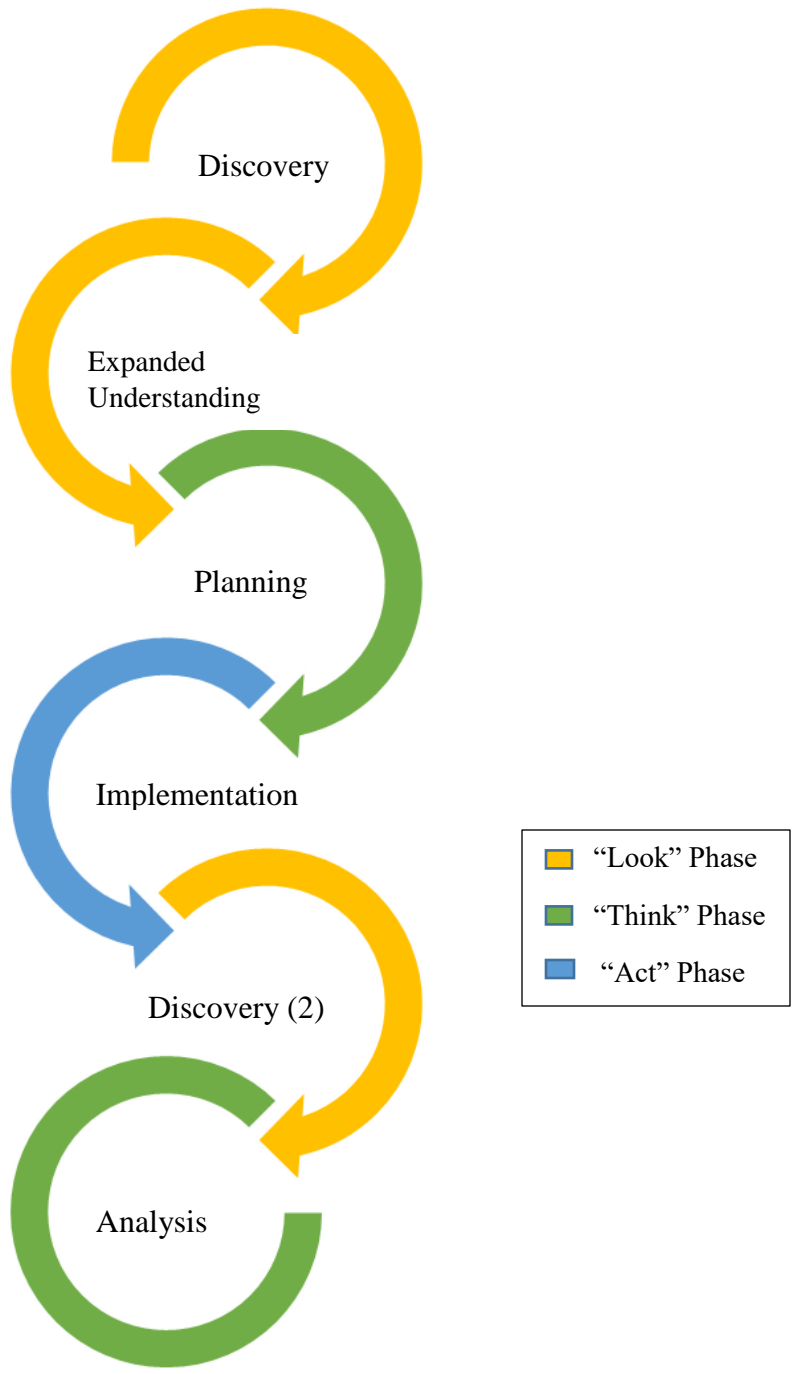 Discovery
Expanded
Understanding
Planning
Implementation
“Look” Phase
“Think” Phase
“Act” Phase
Discovery (2)
Analysis